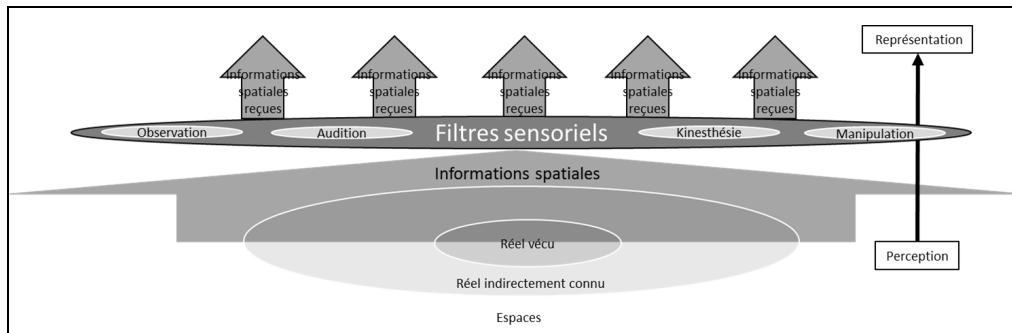 Représentation
Informations
spatiales
reçues
Informations
spatiales
reçues
Informations
spatiales
reçues
Informations
spatiales
reçues
Informations
spatiales
reçues
Observation
Audition
Filtres sensoriels
Kinesthésie
Manipulation
Informations spatiales
Réel vécu
Perception
Réel indirectement connu
Espaces